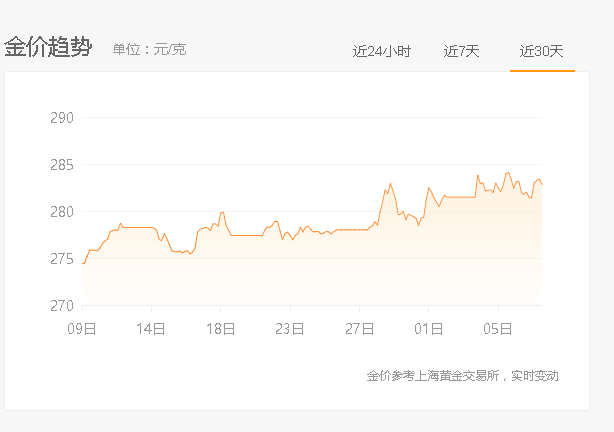 金价趋势 单位：元/克 近24小时 近7天 近30天
290
285
280
275
270
09日 14日 18日 23日 27日 01日 05日
金价参考上海黄金交易所，实时变动